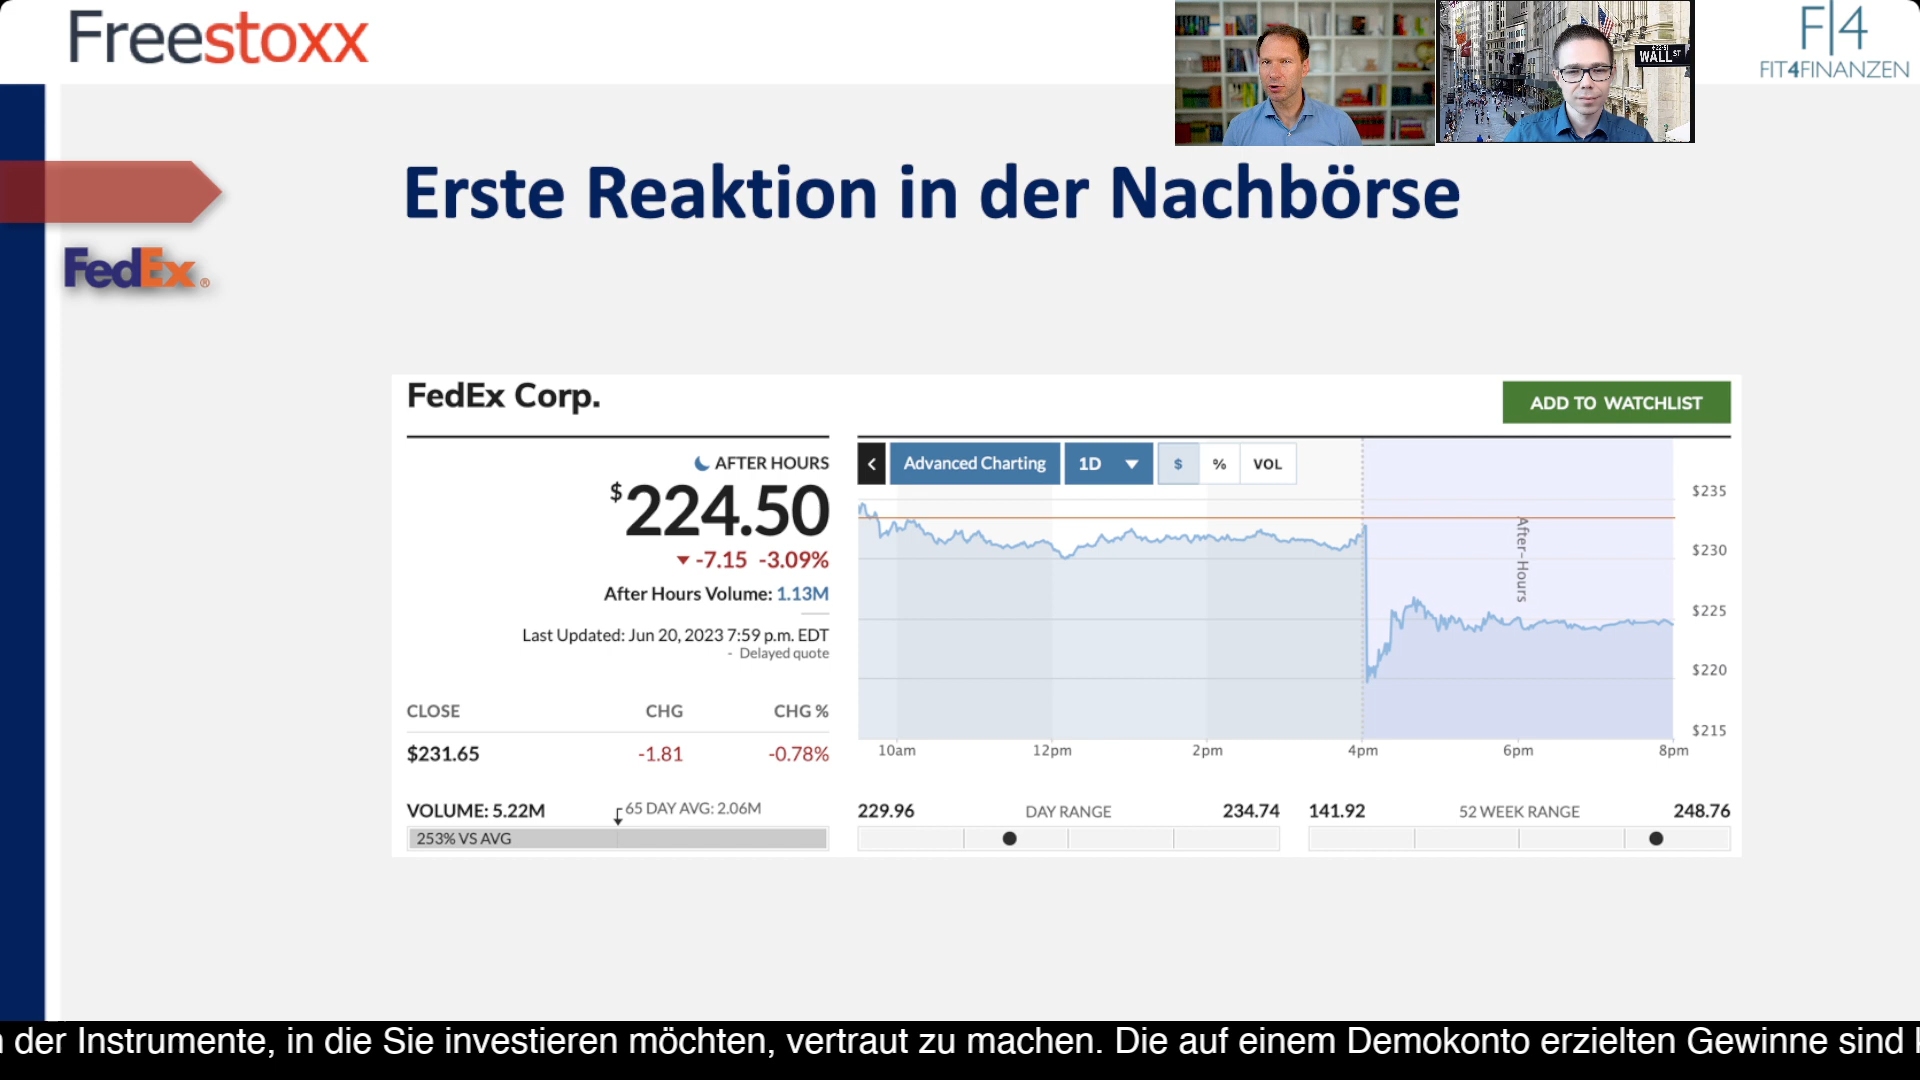 Freestoxx
WALL ST
F|4
FIT4FINANZEN
Erste Reaktion in der Nachbörse
FedEx®
FedEx Corp.
ADD TO WATCHLIST
AFTER HOURS
$224.50
-7.15 -3.09%
After Hours Volume: 1.13M
Last Updated: Jun 20, 2023 7:59 p.m. EDT
- Delayed quote
CLOSE CHG CHG %
$231.65 -1.81 -0.78%
VOLUME: 5.22M 65 DAY AVG: 2.06M
253% VS AVG
< Advanced Charting 1D $ % VOL
$235
$230
$225
$220
$215
After-Hours
10am 12pm 2pm 4pm 6pm 8pm
229.96 DAY RANGE 234.74
141.92 52 WEEK RANGE 248.76
der Instrumente, in die Sie investieren möchten, vertraut zu machen. Die auf einem Demokonto erzielten Gewinne sind